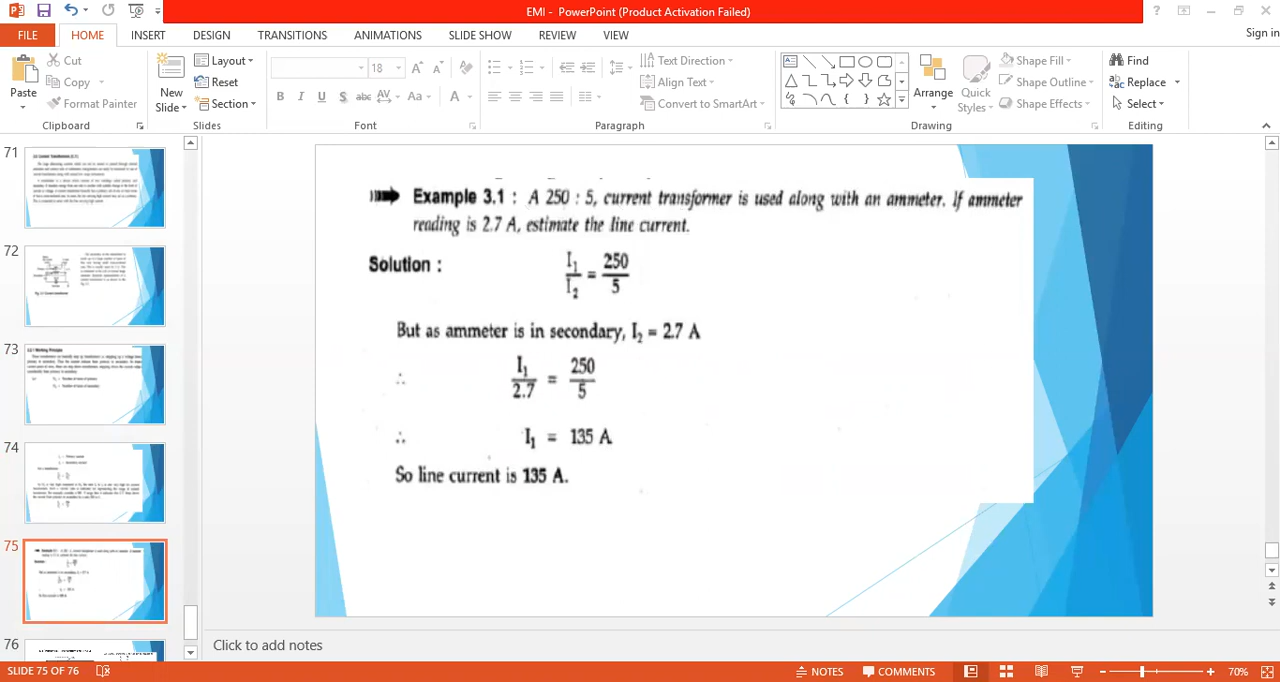 EMI - PowerPoint (Product Activation Failed)
FILE HOME INSERT DESIGN TRANSITIONS ANIMATIONS SLIDE SHOW REVIEW VIEW Sign in
Paste Cut Copy Format Painter Clipboard
New Slide Layout Reset Section Slides
18 B I U S abc AV Aa A Font
Text Direction Align Text Convert to SmartArt Paragraph
Arrange Quick Styles Shape Fill Shape Outline Shape Effects Drawing
Find Replace Select Editing
71
72
73
74
75
76
Example 3.1 : A 250 : 5, current transformer is used along with an ammeter. If ammeter
reading is 2.7 A, estimate the line current.
Solution : I₁/I₂ = 250/5
But as ammeter is in secondary, I₂ = 2.7 A
∴ I₁/2.7 = 250/5
∴ I₁ = 135 A
So line current is 135 A.
Click to add notes
SLIDE 75 OF 76 NOTES COMMENTS 70%